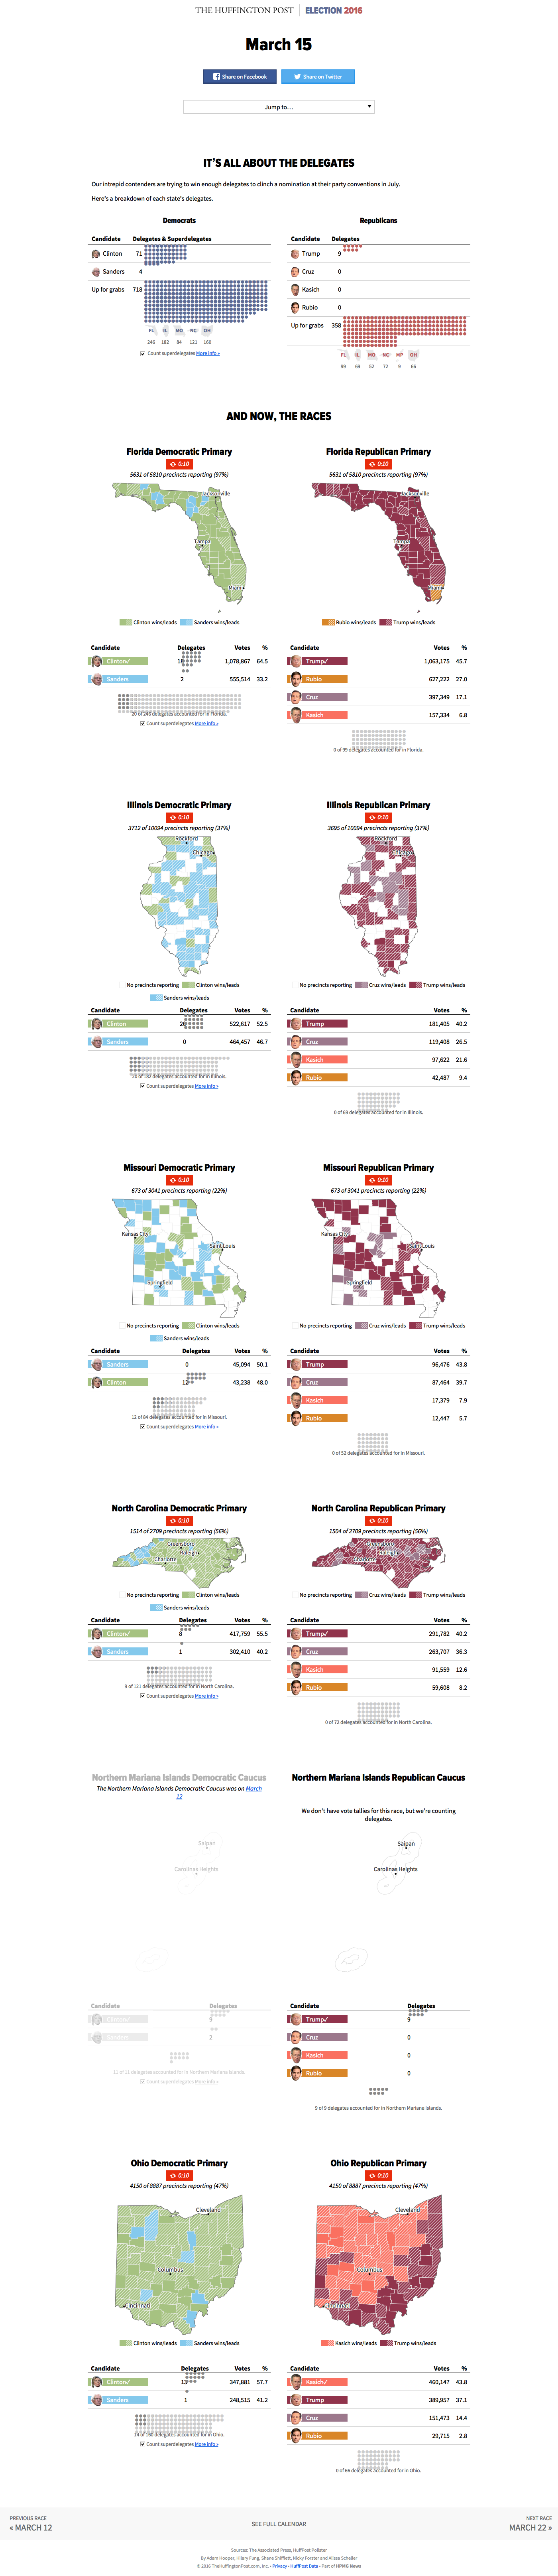 THE HUFFINGTON POST ELECTION 2016
March 15
Share on Facebook Share on Twitter
Jump to...
IT'S ALL ABOUT THE DELEGATES
Our intrepid contenders are trying to win enough delegates to clinch a nomination at their party conventions in July.
Here's a breakdown of each state's delegates.
Democrats
Candidate Delegates & Superdelegates
Clinton 71
Sanders 4
Up for grabs 718
FL IL MO NC OH
246 182 84 121 160
Count superdelegates More info »
Republicans
Candidate Delegates
Trump 9
Cruz 0
Kasich 0
Rubio 0
Up for grabs 358
FL IL MO NC MP OH
99 69 52 72 9 66
AND NOW, THE RACES
Florida Democratic Primary
0:10
5631 of 5810 precincts reporting (97%)
Jacksonville
Tampa
Miami
Clinton wins/leads Sanders wins/leads
Candidate Delegates Votes %
Clinton✓ 18 1,078,867 64.5
Sanders 2 555,514 33.2
20 of 246 delegates accounted for in Florida.
Count superdelegates More info »
Florida Republican Primary
0:10
5631 of 5810 precincts reporting (97%)
Jacksonville
Tampa
Miami
Rubio wins/leads Trump wins/leads
Candidate Votes %
Trump✓ 1,063,175 45.7
Rubio 627,222 27.0
Cruz 397,349 17.1
Kasich 157,334 6.8
0 of 99 delegates accounted for in Florida.
Illinois Democratic Primary
0:10
3712 of 10094 precincts reporting (37%)
Rockford
Chicago
No precincts reporting Clinton wins/leads
Sanders wins/leads
Candidate Delegates Votes %
Clinton 20 522,617 52.5
Sanders 0 464,457 46.7
20 of 182 delegates accounted for in Illinois.
Count superdelegates More info »
Illinois Republican Primary
0:10
3695 of 10094 precincts reporting (37%)
Rockford
Chicago
No precincts reporting Cruz wins/leads Trump wins/leads
Candidate Votes %
Trump 181,405 40.2
Cruz 119,408 26.5
Kasich 97,622 21.6
Rubio 42,487 9.4
0 of 69 delegates accounted for in Illinois.
Missouri Democratic Primary
0:10
673 of 3041 precincts reporting (22%)
Kansas City
Saint Louis
Springfield
No precincts reporting Clinton wins/leads
Sanders wins/leads
Candidate Delegates Votes %
Sanders 0 45,094 50.1
Clinton 12 43,238 48.0
12 of 84 delegates accounted for in Missouri.
Count superdelegates More info »
Missouri Republican Primary
0:10
673 of 3041 precincts reporting (22%)
Kansas City
Saint Louis
Springfield
No precincts reporting Cruz wins/leads Trump wins/leads
Candidate Votes %
Trump 96,476 43.8
Cruz 87,464 39.7
Kasich 17,379 7.9
Rubio 12,447 5.7
0 of 52 delegates accounted for in Missouri.
North Carolina Democratic Primary
0:10
1514 of 2709 precincts reporting (56%)
Greensboro
Raleigh
Charlotte
No precincts reporting Clinton wins/leads
Sanders wins/leads
Candidate Delegates Votes %
Clinton✓ 8 417,759 55.5
Sanders 1 302,410 40.2
9 of 121 delegates accounted for in North Carolina.
Count superdelegates More info »
North Carolina Republican Primary
0:10
1504 of 2709 precincts reporting (56%)
Greensboro
Raleigh
Charlotte
No precincts reporting Cruz wins/leads Trump wins/leads
Candidate Votes %
Trump✓ 291,782 40.2
Cruz 263,707 36.3
Kasich 91,559 12.6
Rubio 59,608 8.2
0 of 72 delegates accounted for in North Carolina.
Northern Mariana Islands Democratic Caucus
The Northern Mariana Islands Democratic Caucus was on March
12
Saipan
Carolinas Heights
Candidate Delegates
Clinton✓ 9
Sanders 2
11 of 11 delegates accounted for in Northern Mariana Islands.
Count superdelegates More info »
Northern Mariana Islands Republican Caucus
We don't have vote tallies for this race, but we're counting
delegates.
Saipan
Carolinas Heights
Candidate Delegates
Trump✓ 9
Cruz 0
Kasich 0
Rubio 0
9 of 9 delegates accounted for in Northern Mariana Islands.
Ohio Democratic Primary
0:10
4150 of 8887 precincts reporting (47%)
Cleveland
Columbus
Cincinnati
Clinton wins/leads Sanders wins/leads
Candidate Delegates Votes %
Clinton✓ 13 347,881 57.7
Sanders 1 248,515 41.2
14 of 160 delegates accounted for in Ohio.
Count superdelegates More info »
Ohio Republican Primary
0:10
4150 of 8887 precincts reporting (47%)
Cleveland
Columbus
Cincinnati
Kasich wins/leads Trump wins/leads
Candidate Votes %
Kasich✓ 460,147 43.8
Trump 389,957 37.1
Cruz 151,473 14.4
Rubio 29,715 2.8
0 of 66 delegates accounted for in Ohio.
PREVIOUS RACE
« MARCH 12
SEE FULL CALENDAR
NEXT RACE
MARCH 22 »
Sources: The Associated Press, HuffPost Pollster
By Adam Hooper, Hilary Fung, Shane Shifflett, Nicky Forster and Alissa Scheller
© 2016 TheHuffingtonPost.com, Inc. • Privacy • HuffPost Data • Part of HPMG News